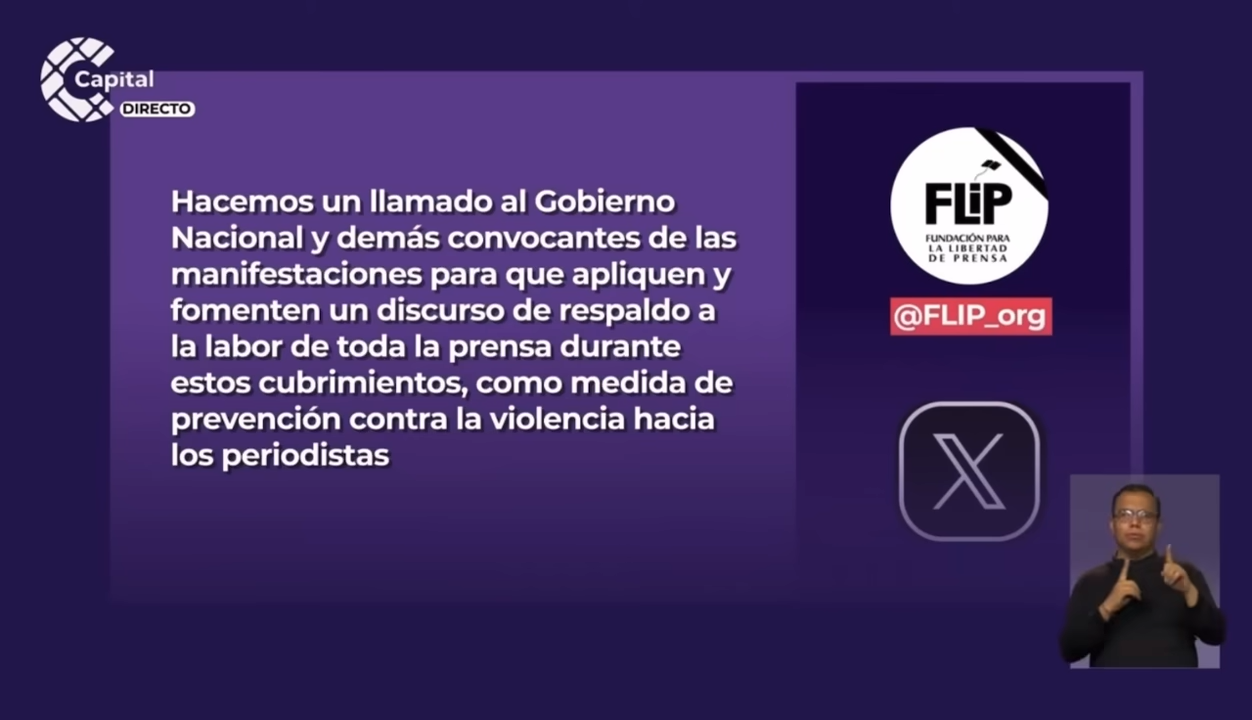 Capital
DIRECTO
Hacemos un llamado al Gobierno
Nacional y demás convocantes de las
manifestaciones para que apliquen y
fomenten un discurso de respaldo a
la labor de toda la prensa durante
estos cubrimientos, como medida de
prevención contra la violencia hacia
los periodistas
FLiP
FUNDACIÓN PARA
LA LIBERTAD
DE PRENSA
@FLIP_org
X